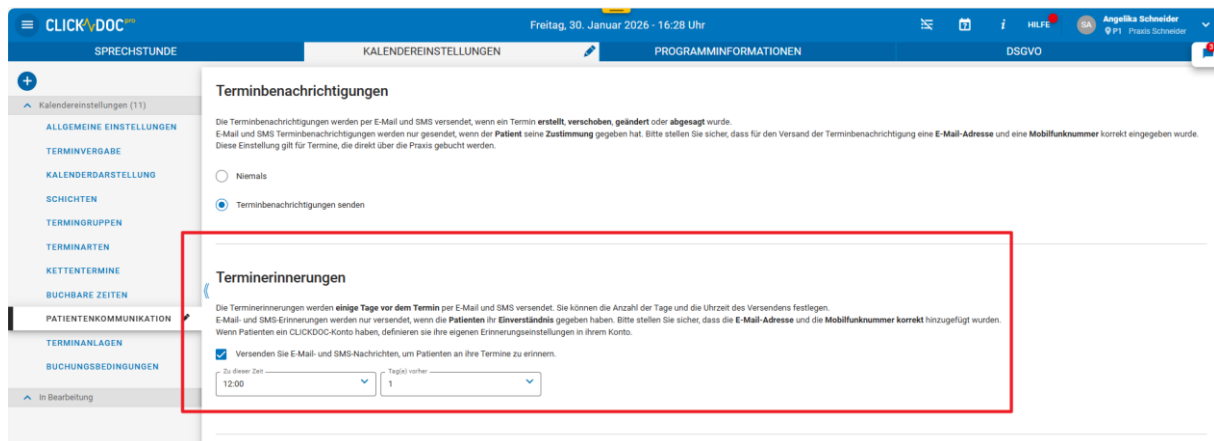 CLICKDOC pro
Freitag, 30. Januar 2026 - 16:28 Uhr
7
i
HILFE
SA
Angelika Schneider
P1 Praxis Schneider
SPRECHSTUNDE
KALENDEREINSTELLUNGEN
PROGRAMMINFORMATIONEN
DSGVO
3
Kalendereinstellungen (11)
ALLGEMEINE EINSTELLUNGEN
TERMINVERGABE
KALENDERDARSTELLUNG
SCHICHTEN
TERMINGRUPPEN
TERMINARTEN
KETTENTERMINE
BUCHBARE ZEITEN
PATIENTENKOMMUNIKATION
TERMINANLAGEN
BUCHUNGSBEDINGUNGEN
In Bearbeitung
Terminbenachrichtigungen
Die Terminbenachrichtigungen werden per E-Mail und SMS versendet, wenn ein Termin erstellt, verschoben, geändert oder abgesagt wurde.
E-Mail und SMS Terminbenachrichtigungen werden nur gesendet, wenn der Patient seine Zustimmung gegeben hat. Bitte stellen Sie sicher, dass für den Versand der Terminbenachrichtigung eine E-Mail-Adresse und eine Mobilfunknummer korrekt eingegeben wurde.
Diese Einstellung gilt für Termine, die direkt über die Praxis gebucht werden.
Niemals
Terminbenachrichtigungen senden
Terminerinnerungen
Die Terminerinnerungen werden einige Tage vor dem Termin per E-Mail und SMS versendet. Sie können die Anzahl der Tage und die Uhrzeit des Versendens festlegen.
E-Mail- und SMS-Erinnerungen werden nur versendet, wenn die Patienten ihr Einverständnis gegeben haben. Bitte stellen Sie sicher, dass die E-Mail-Adresse und die Mobilfunknummer korrekt hinzugefügt wurden.
Wenn Patienten ein CLICKDOC-Konto haben, definieren sie ihre eigenen Erinnerungseinstellungen in ihrem Konto.
Versenden Sie E-Mail- und SMS-Nachrichten, um Patienten an ihre Termine zu erinnern.
Zu dieser Zeit
12:00
Tag(e) vorher
1